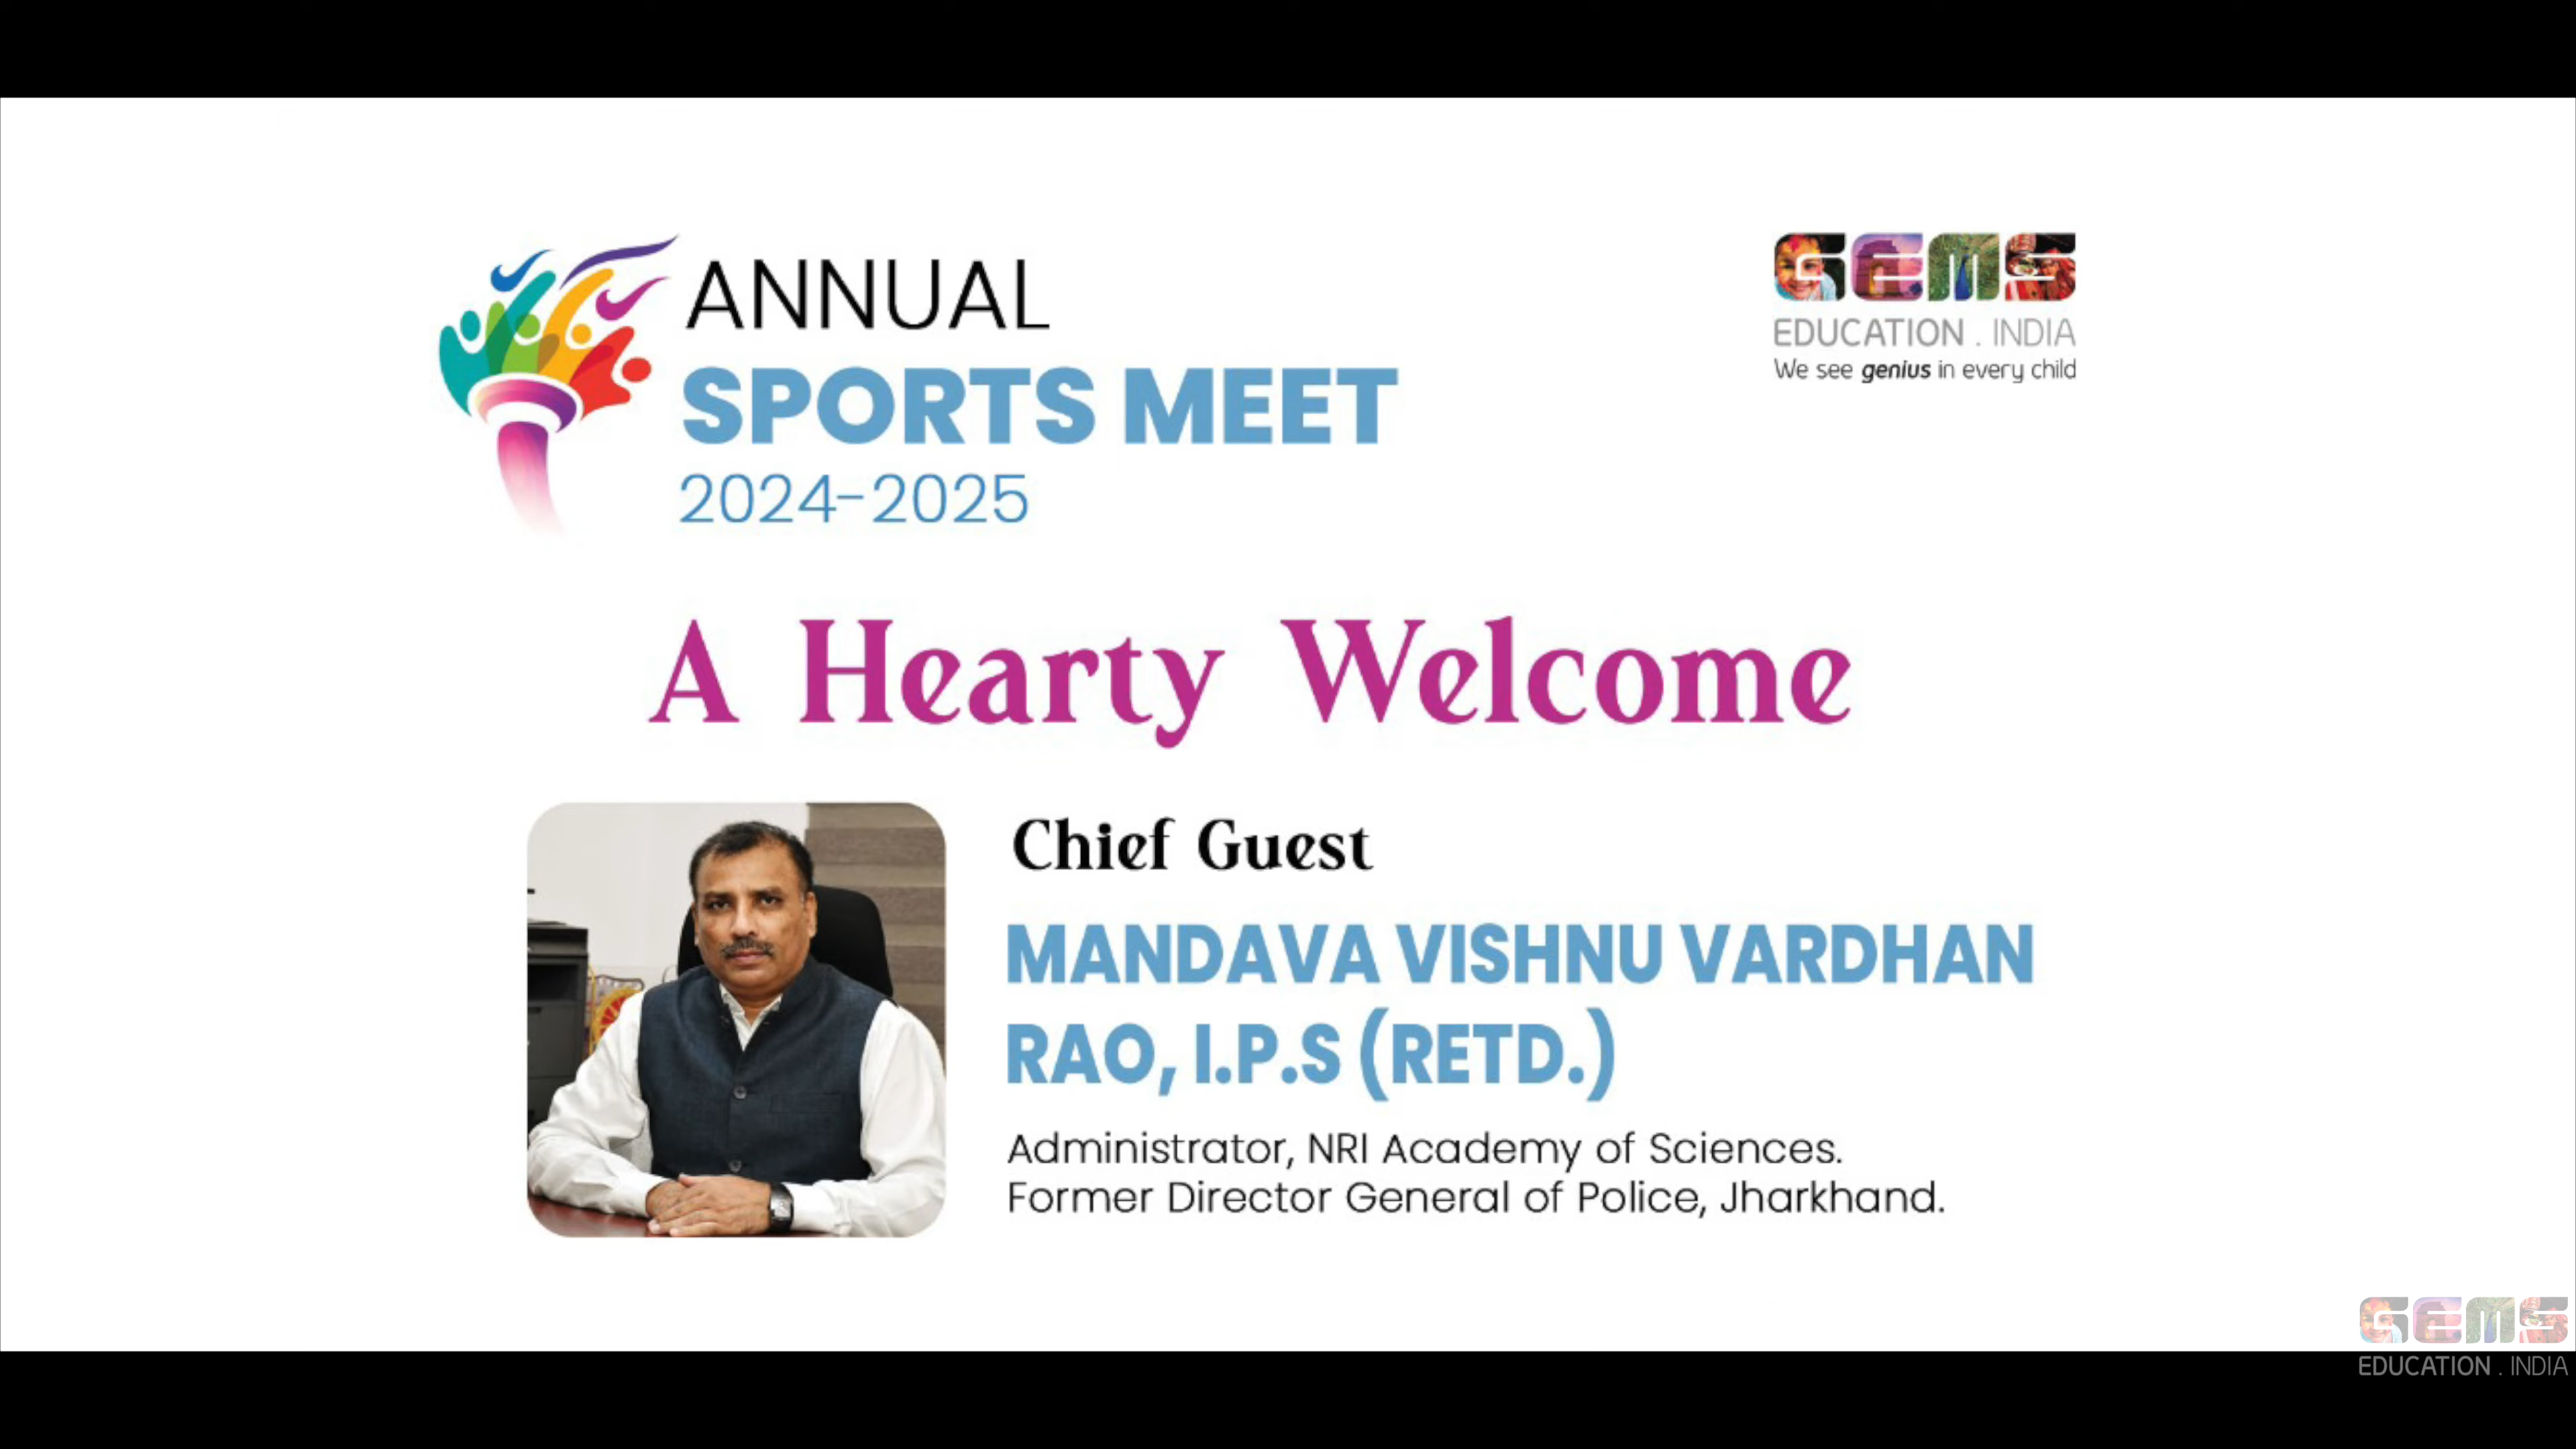 ANNUAL
SPORTS MEET
2024-2025
GEMS
EDUCATION . INDIA
We see genius in every child
A Hearty Welcome
Chief Guest
MANDAVA VISHNU VARDHAN
RAO, I.P.S (RETD.)
Administrator, NRI Academy of Sciences.
Former Director General of Police, Jharkhand.
GEMS
EDUCATION . INDIA